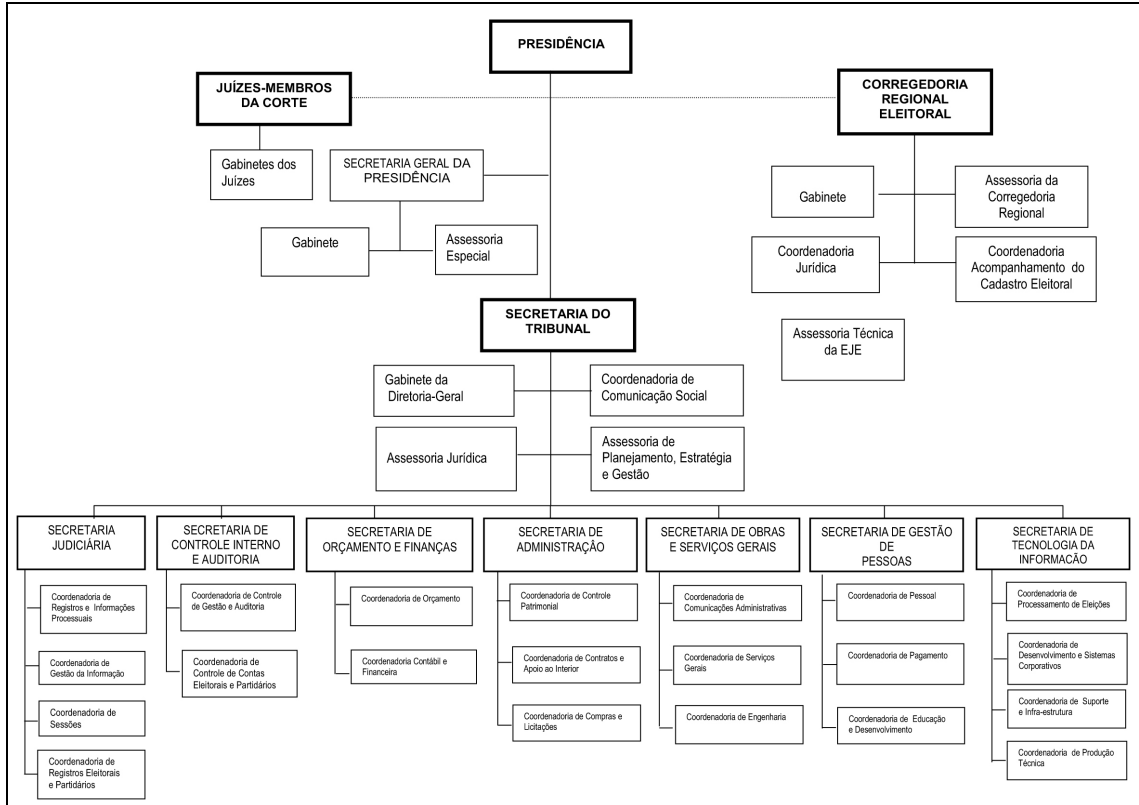 PRESIDÊNCIA
JUÍZES-MEMBROS
DA CORTE
CORREGEDORIA
REGIONAL
ELEITORAL
Gabinetes dos
Juízes
SECRETARIA GERAL DA
PRESIDÊNCIA
Gabinete
Assessoria
Especial
Gabinete
Assessoria da
Corregedoria
Regional
Coordenadoria
Jurídica
Coordenadoria
Acompanhamento do
Cadastro Eleitoral
Assessoria Técnica
da EJE
SECRETARIA DO
TRIBUNAL
Gabinete da
Diretoria-Geral
Coordenadoria de
Comunicação Social
Assessoria Jurídica
Assessoria de
Planejamento, Estratégia
e Gestão
SECRETARIA
JUDICIÁRIA
Coordenadoria de
Registros e Informações
Processuais
Coordenadoria de
Gestão da Informação
Coordenadoria de
Sessões
Coordenadoria de
Registros Eleitorais
e Partidários
SECRETARIA DE
CONTROLE INTERNO
E AUDITORIA
Coordenadoria de Controle
de Gestão e Auditoria
Coordenadoria de
Controle de Contas
Eleitorais e Partidários
SECRETARIA DE
ORÇAMENTO E FINANÇAS
Coordenadoria de Orçamento
Coordenadoria Contábil e
Financeira
SECRETARIA DE
ADMINISTRAÇÂO
Coordenadoria de Controle
Patrimonial
Coordenadoria de Contratos e
Apoio ao Interior
Coordenadoria de Compras e
Licitações
SECRETARIA DE OBRAS
E SERVIÇOS GERAIS
Coordenadoria de
Comunicações Administrativas
Coordenadoria de Serviços
Gerais
Coordenadoria de Engenharia
SECRETARIA DE GESTÃO
DE
PESSOAS
Coordenadoria de Pessoal
Coordenadoria de Pagamento
Coordenadoria de Educação
e Desenvolvimento
SECRETARIA DE
TECNOLOGIA DA
INFORMACÃO
Coordenadoria de
Processamento de Eleições
Coordenadoria de
Desenvolvimento e Sistemas
Corporativos
Coordenadoria de Suporte
e Infra-estrutura
Coordenadoria de Produção
Técnica